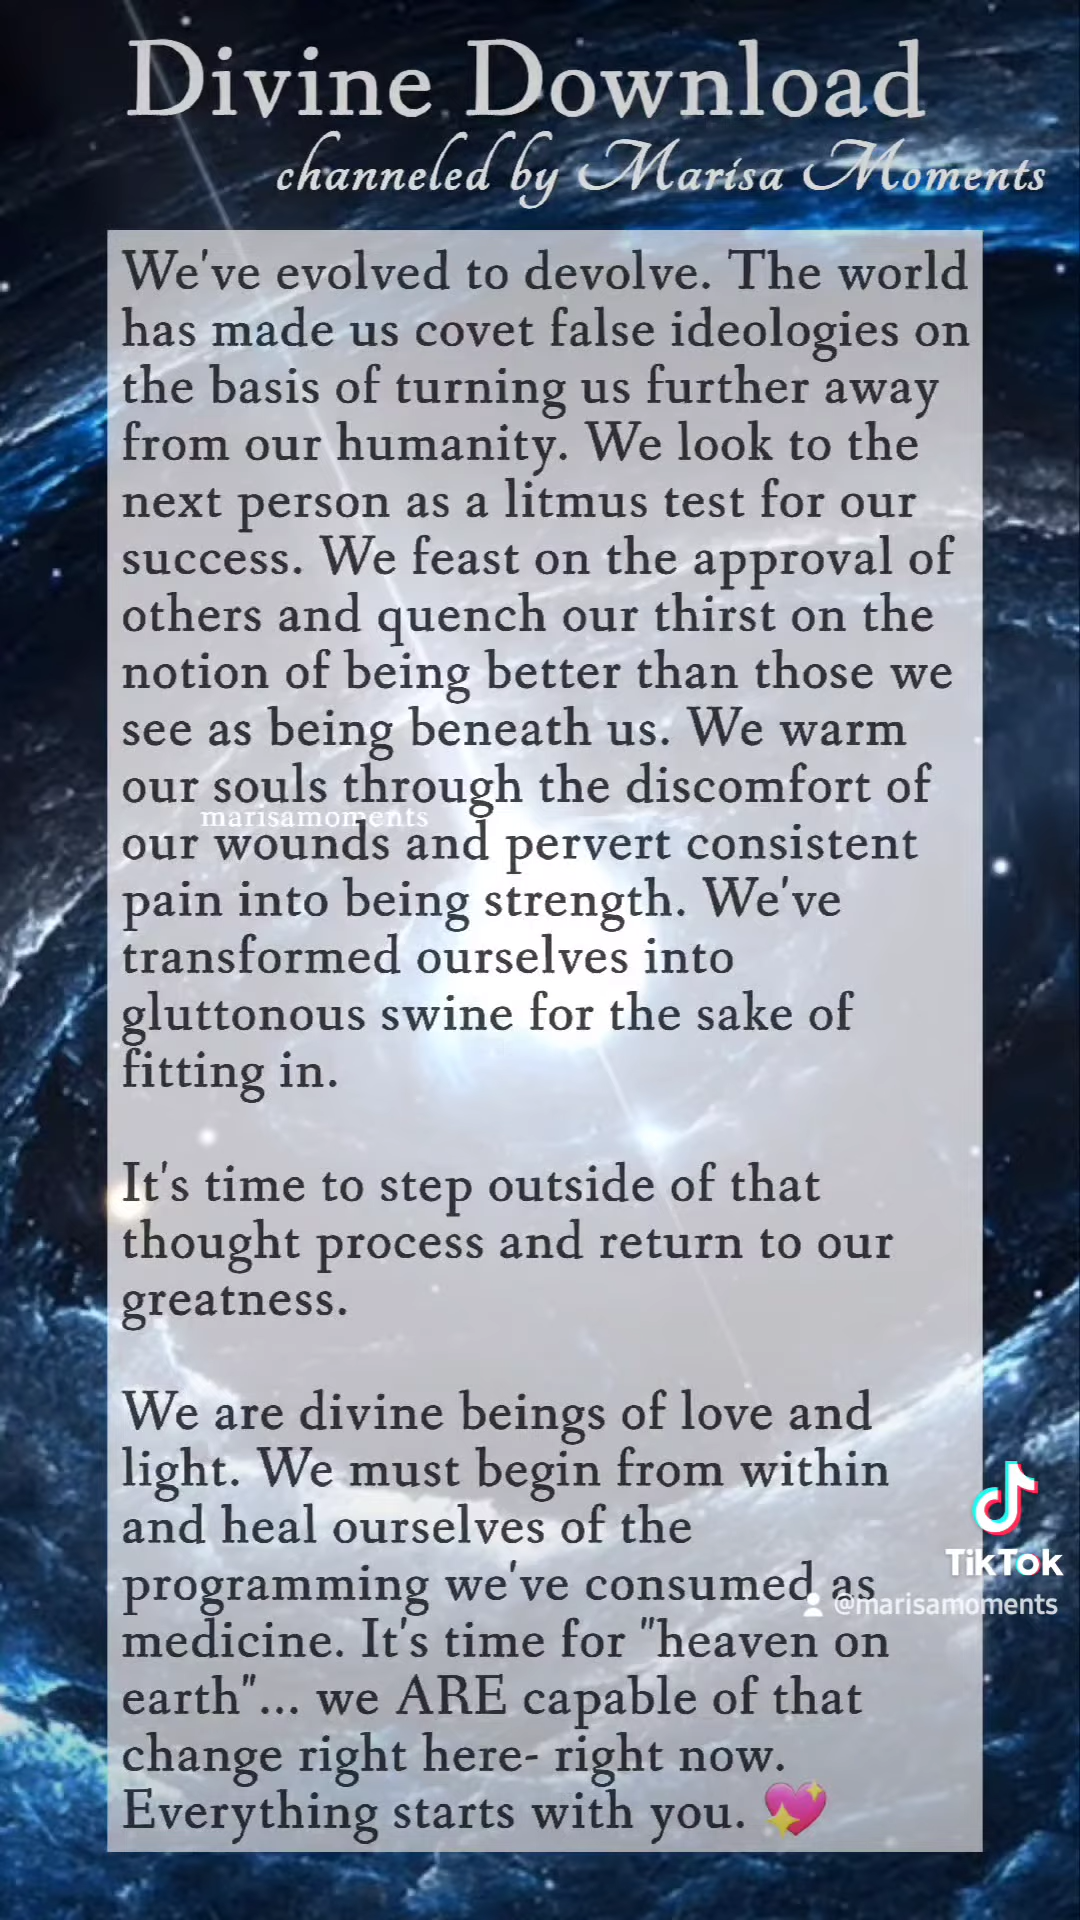 Divine Download
channeled by Marisa Moments
We've evolved to devolve. The world
has made us covet false ideologies on
the basis of turning us further away
from our humanity. We look to the
next person as a litmus test for our
success. We feast on the approval of
others and quench our thirst on the
notion of being better than those we
see as being beneath us. We warm
our souls through the discomfort of
marisamoments
our wounds and pervert consistent
pain into being strength. We've
transformed ourselves into
gluttonous swine for the sake of
fitting in.
It's time to step outside of that
thought process and return to our
greatness.
We are divine beings of love and
light. We must begin from within
and heal ourselves of the
programming we've consumed as
medicine. It's time for "heaven on
earth"... we ARE capable of that
change right here- right now.
Everything starts with you. 💖
TikTok
@marisamoments